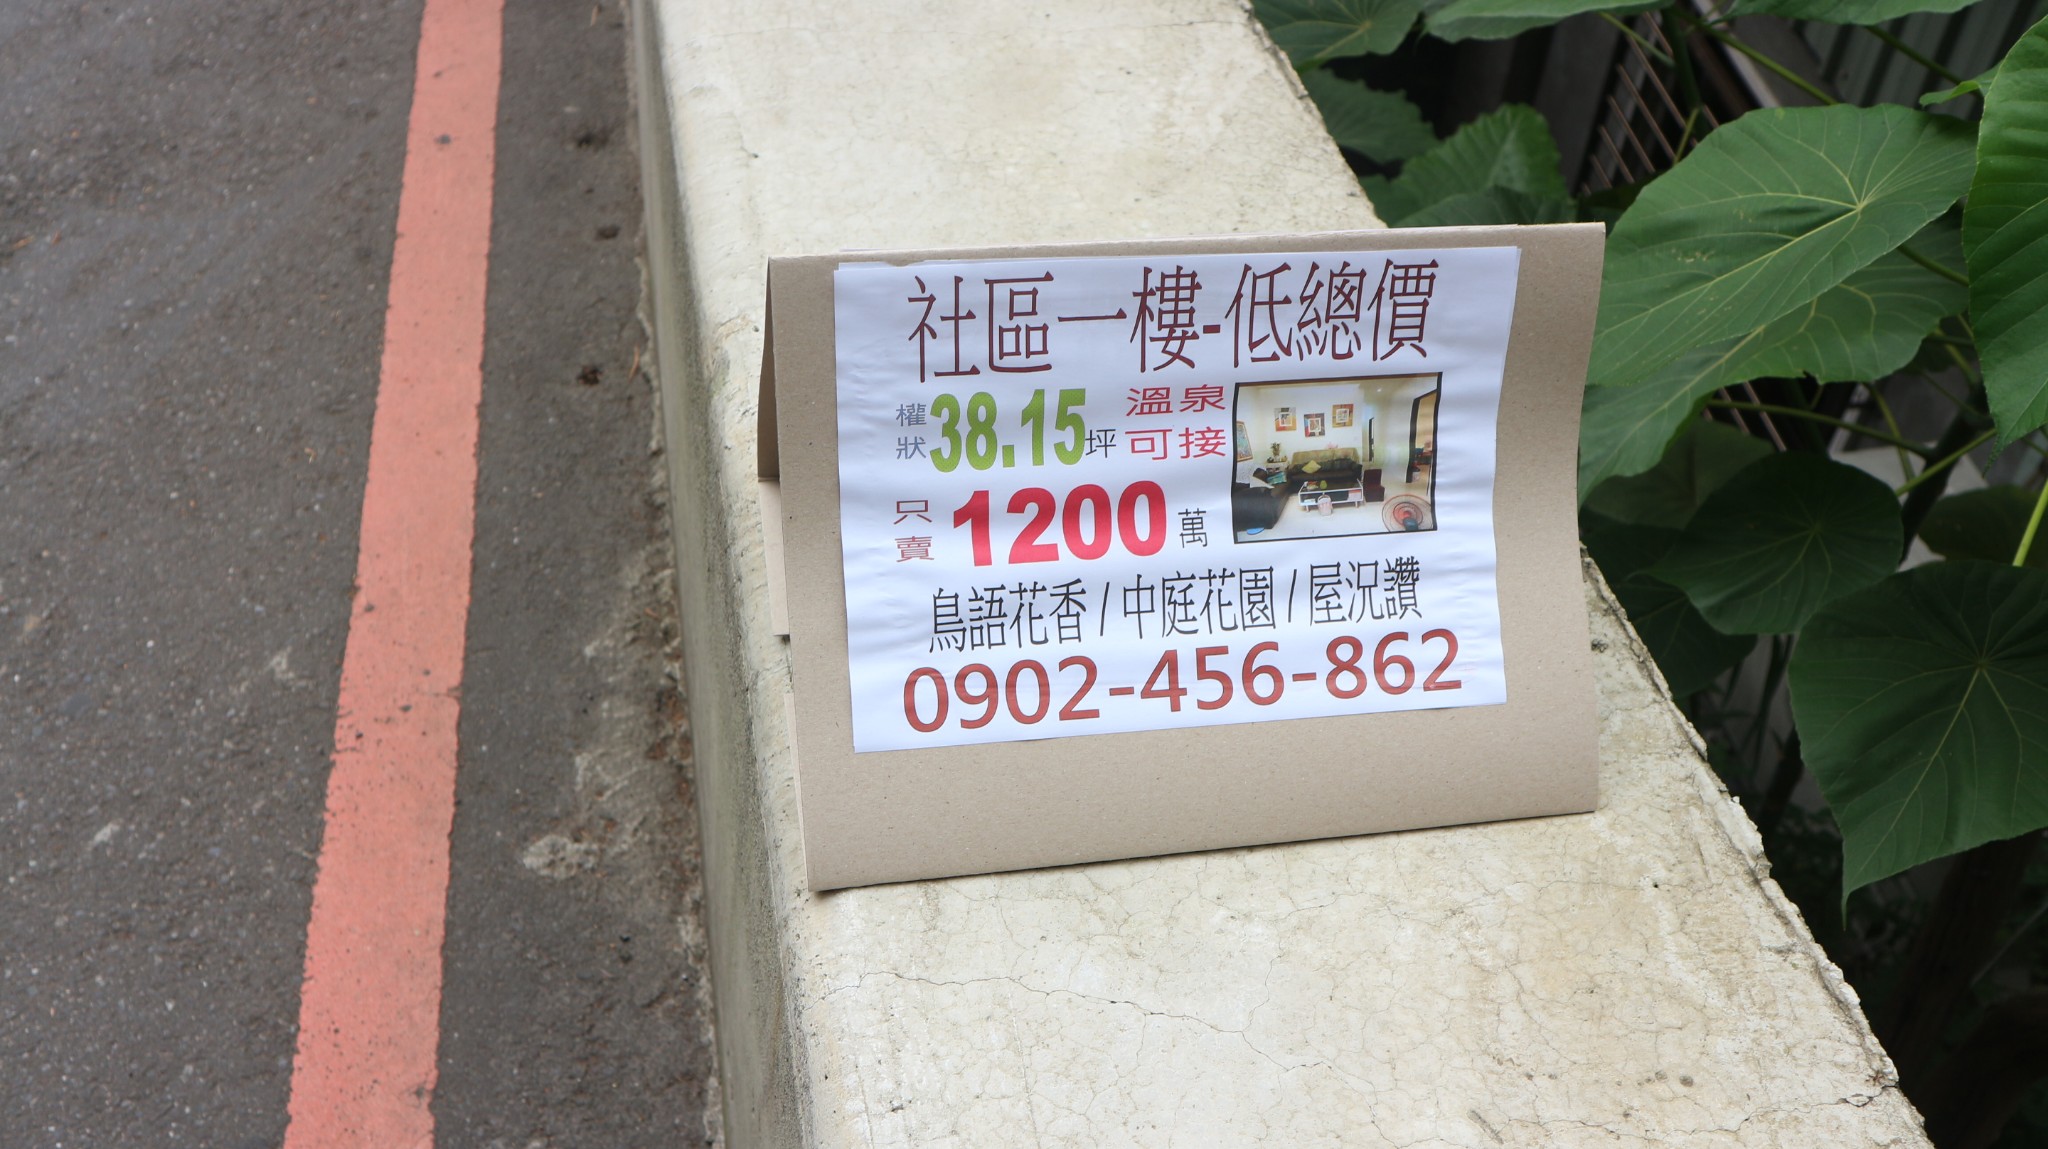 社區一樓-低總價
權狀38.15坪 溫泉可接
只賣1200萬
鳥語花香/中庭花園/屋況讚
0902-456-862